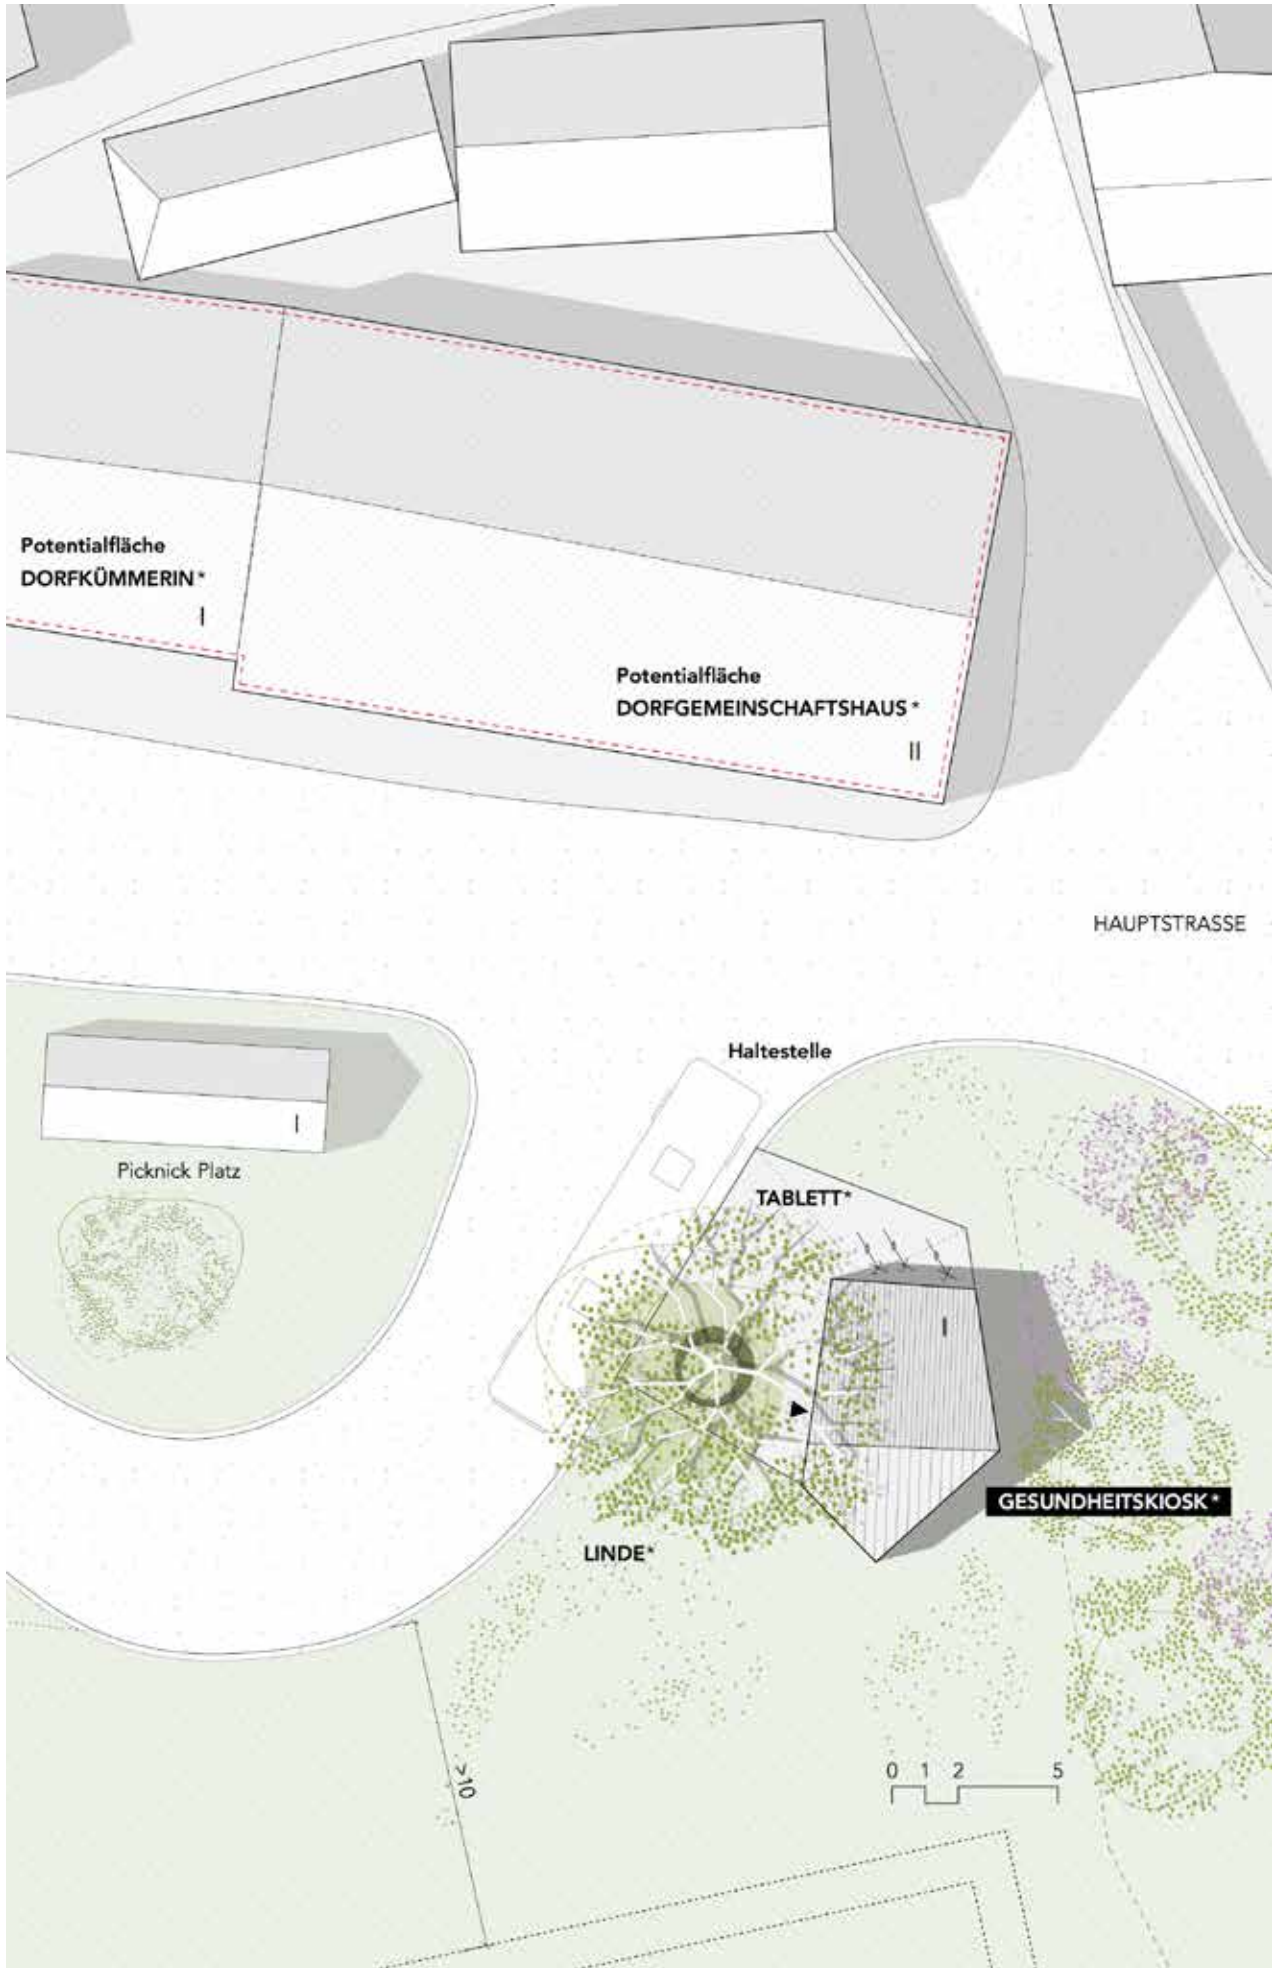 Potentialfläche
DORFKÜMMERIN*
I
Potentialfläche
DORFGEMEINSCHAFTSHAUS*
II
HAUPTSTRASSE
Haltestelle
I
Picknick Platz
TABLETT*
I
GESUNDHEITSKIOSK*
LINDE*
>10
0 1 2 5